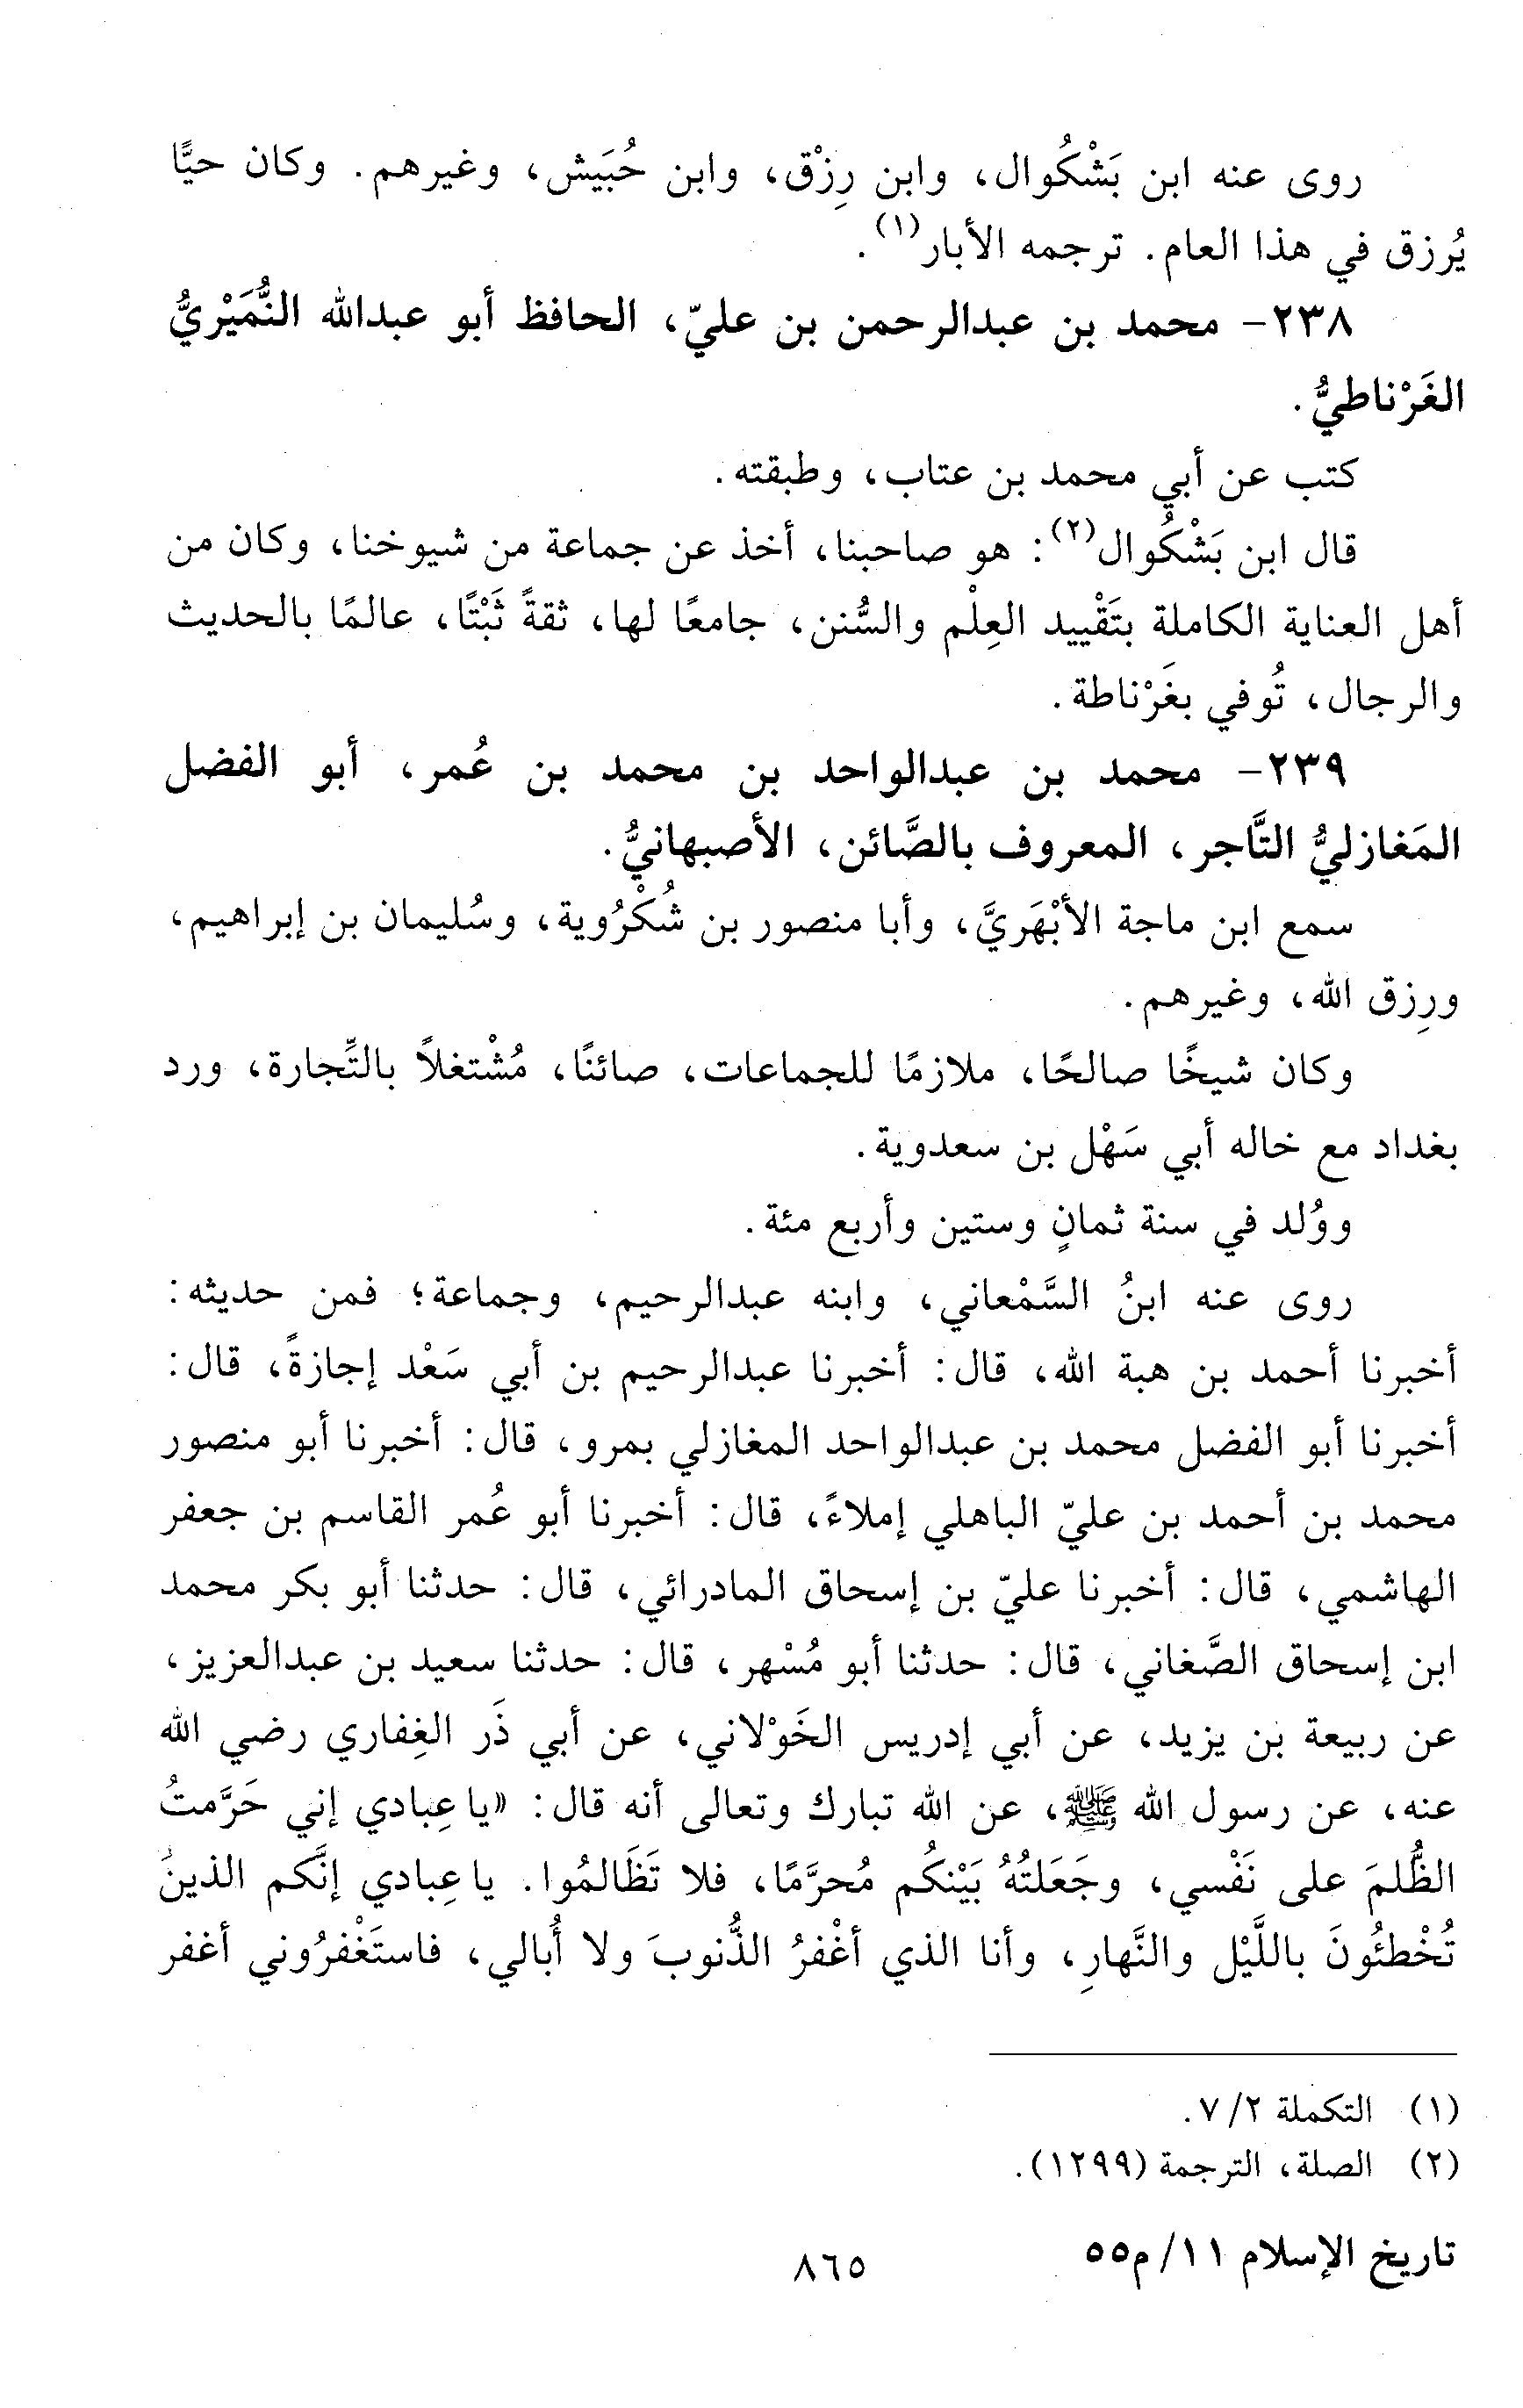 روى عنه ابن بَشْكُوال، وابن رِزْق، وابن حُبَيش، وغيرهم. وكان حيًّا
يُرزق في هذا العام. ترجمه الأبار(١).
٢٣٨- محمد بن عبدالرحمن بن عليّ، الحافظ أبو عبدالله النُّمَيْريُّ
الغَرْناطيُّ.
كتب عن أبي محمد بن عتاب، وطبقته.
قال ابن بَشْكُوال(٢): هو صاحبنا، أخذ عن جماعة من شيوخنا، وكان من
أهل العناية الكاملة بتَقْييد العِلْم والسُّنن، جامعًا لها، ثقةً ثَبْتًا، عالمًا بالحديث
والرجال، تُوفي بغَرْناطة.
٢٣٩- محمد بن عبدالواحد بن محمد بن عُمر، أبو الفضل
المَغازليُّ التَّاجر، المعروف بالصَّائن، الأصبهانيُّ.
سمع ابن ماجة الأبْهَريَّ، وأبا منصور بن شُكْرُوية، وسُليمان بن إبراهيم،
ورِزق الله، وغيرهم.
وكان شيخًا صالحًا، ملازمًا للجماعات، صائنًا، مُشْتغلاً بالتِّجارة، ورد
بغداد مع خاله أبي سَهْل بن سعدوية.
ووُلد في سنة ثمانٍ وستين وأربع مئة.
روى عنه ابنُ السَّمْعاني، وابنه عبدالرحيم، وجماعة؛ فمن حديثه:
أخبرنا أحمد بن هبة الله، قال: أخبرنا عبدالرحيم بن أبي سَعْد إجازةً، قال:
أخبرنا أبو الفضل محمد بن عبدالواحد المغازلي بمرو، قال: أخبرنا أبو منصور
محمد بن أحمد بن عليّ الباهلي إملاءً، قال: أخبرنا أبو عُمر القاسم بن جعفر
الهاشمي، قال: أخبرنا عليّ بن إسحاق المادرائي، قال: حدثنا أبو بكر محمد
ابن إسحاق الصَّغاني، قال: حدثنا أبو مُسْهر، قال: حدثنا سعيد بن عبدالعزيز،
عن ربيعة بن يزيد، عن أبي إدريس الخَوْلاني، عن أبي ذَر الغِفاري رضي الله
عنه، عن رسول الله ﷺ، عن الله تبارك وتعالى أنه قال: «يا عِبادي إني حَرَّمتُ
الظُّلمَ على نَفْسي، وجَعَلتُهُ بَيْنكُم مُحرَّمًا، فلا تَظَالمُوا. يا عِبادي إنَّكم الذينَ
تُخْطئُونَ باللَّيْل والنَّهارِ، وأنا الذي أغْفرُ الذُّنوبَ ولا أُبالي، فاستَغْفرُوني أغفر
(١) التكملة ٢/ ٧.
(٢) الصلة، الترجمة (١٢٩٩).
تاريخ الإسلام ١١/ م٥٥
٨٦٥